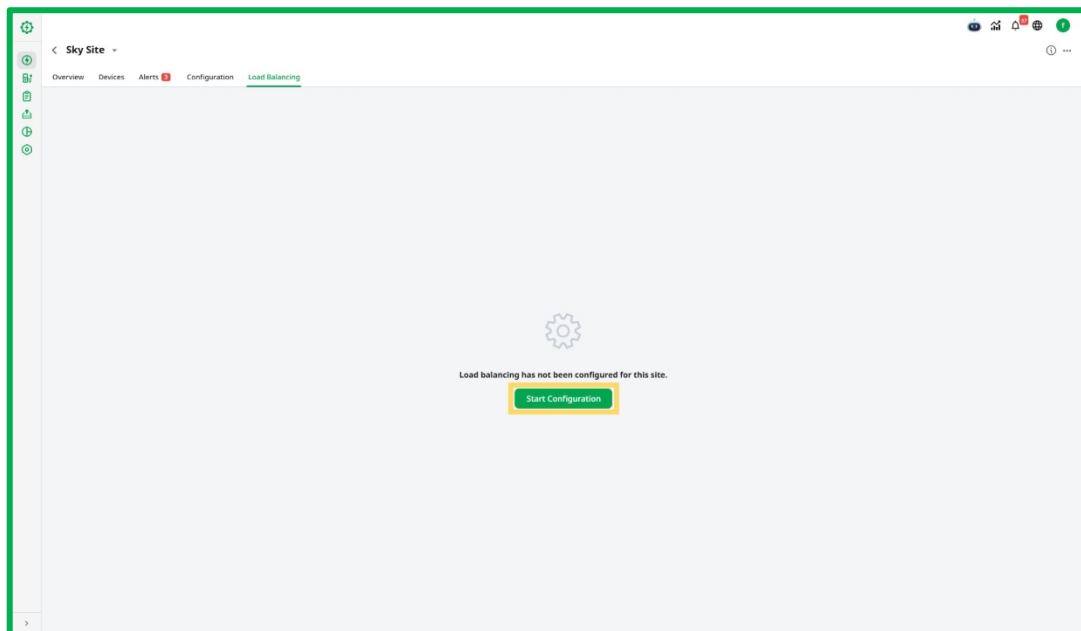 97
f
Sky Site
Overview Devices Alerts 3 Configuration Load Balancing
Load balancing has not been configured for this site.
Start Configuration